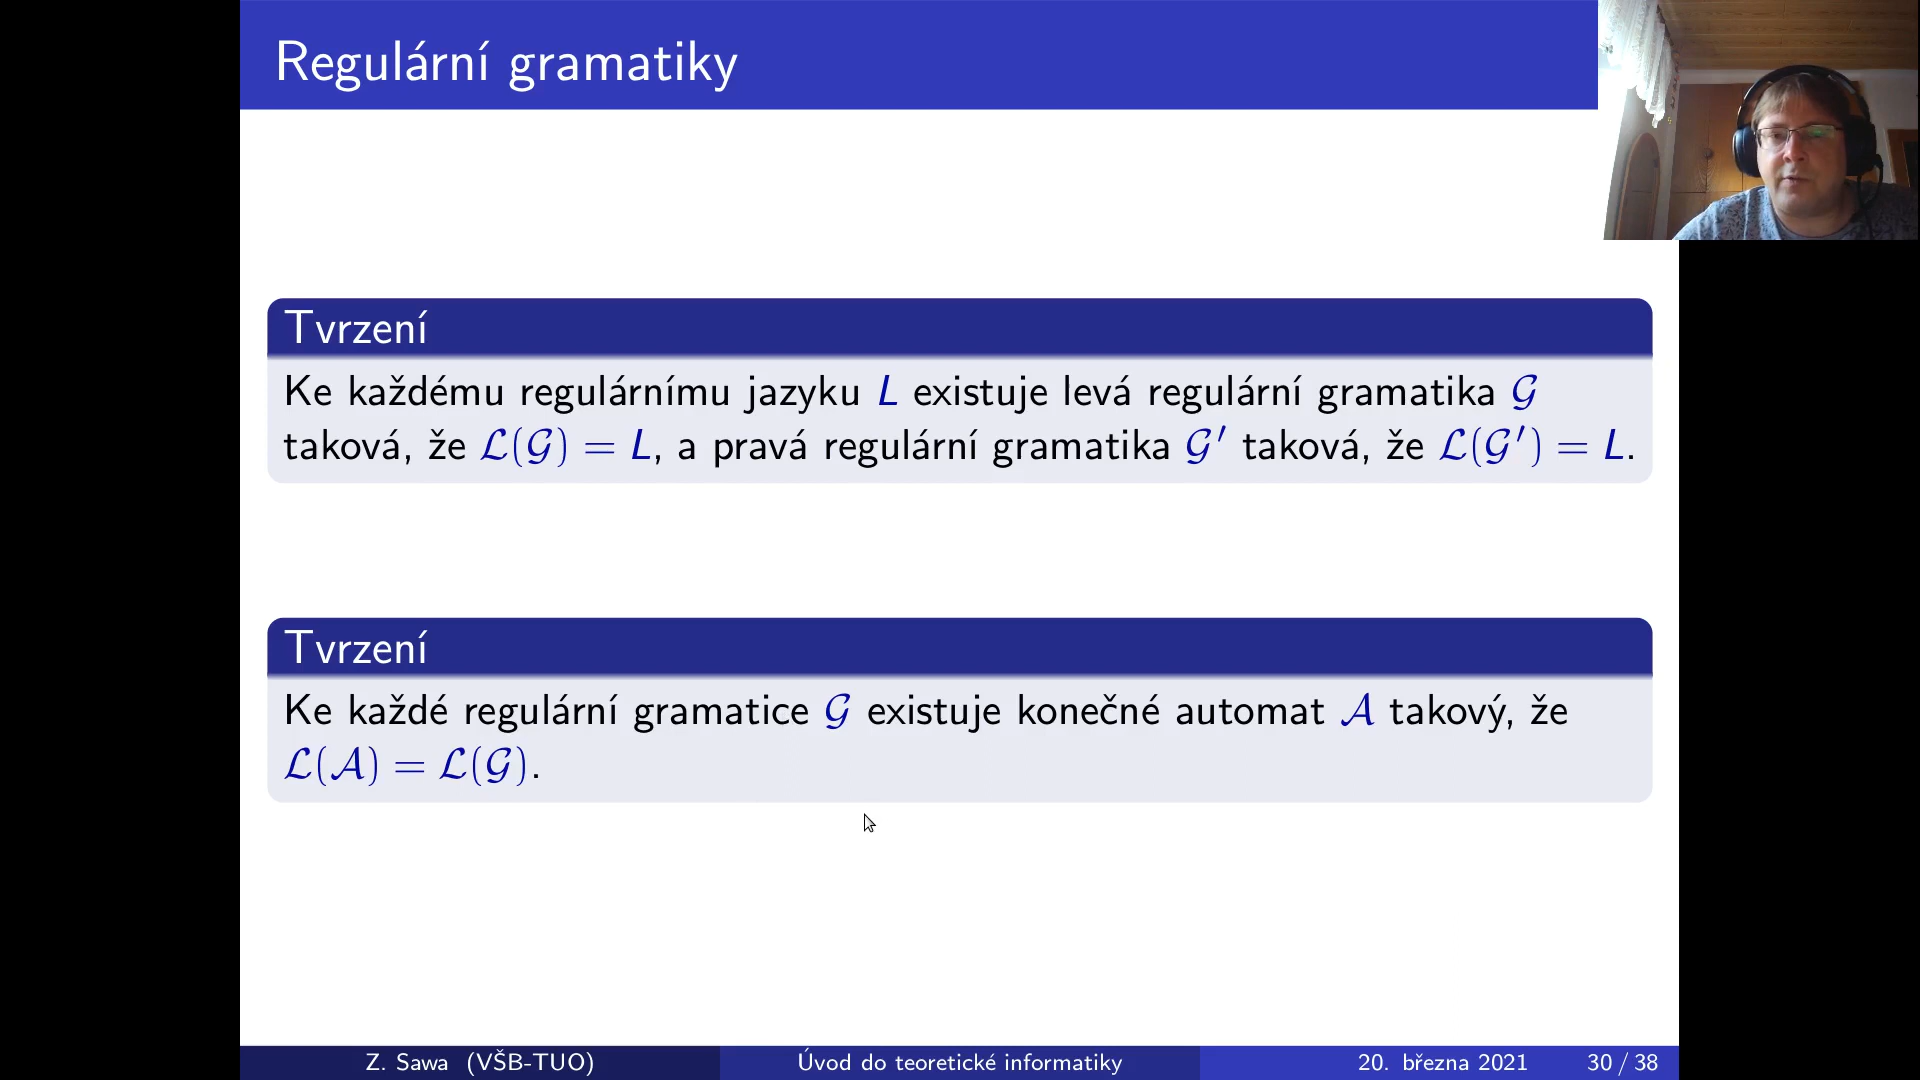 Regulární gramatiky
Tvrzení
Ke každému regulárnímu jazyku L existuje levá regulární gramatika 𝒢
taková, že ℒ(𝒢) = L, a pravá regulární gramatika 𝒢′ taková, že ℒ(𝒢′) = L.
Tvrzení
Ke každé regulární gramatice 𝒢 existuje konečné automat 𝒜 takový, že
ℒ(𝒜) = ℒ(𝒢).
Z. Sawa (VŠB-TUO) Úvod do teoretické informatiky 20. března 2021 30 / 38